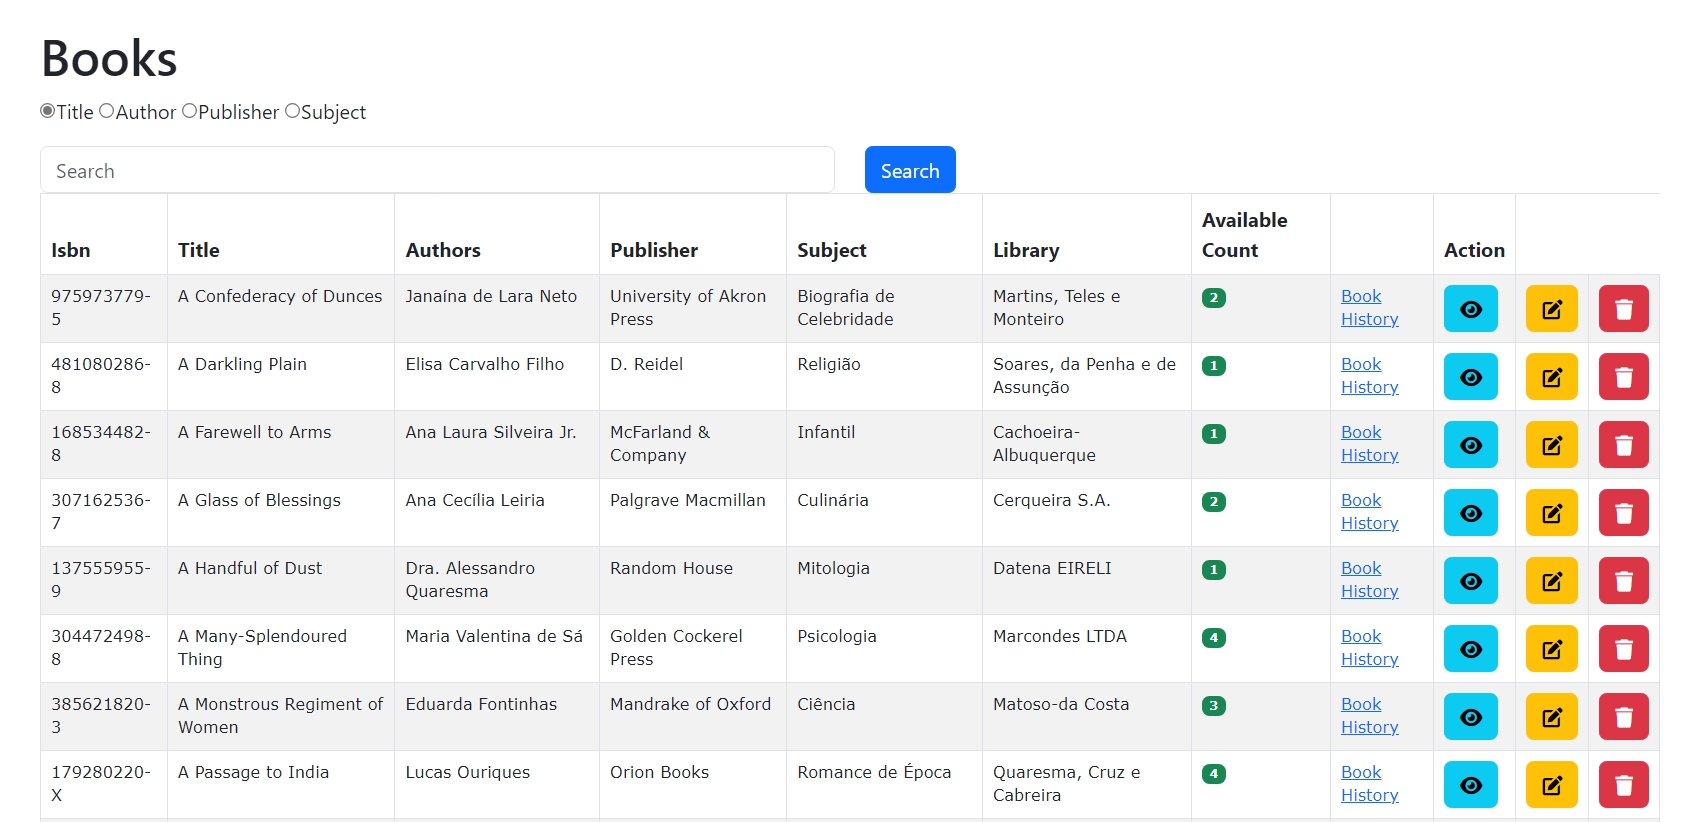 Books
Title Author Publisher Subject
Search Search
Isbn Title Authors Publisher Subject Library Available Count Action
975973779-5 A Confederacy of Dunces Janaína de Lara Neto University of Akron Press Biografia de Celebridade Martins, Teles e Monteiro 2 Book History
481080286-8 A Darkling Plain Elisa Carvalho Filho D. Reidel Religião Soares, da Penha e de Assunção 1 Book History
168534482-8 A Farewell to Arms Ana Laura Silveira Jr. McFarland & Company Infantil Cachoeira-Albuquerque 1 Book History
307162536-7 A Glass of Blessings Ana Cecília Leiria Palgrave Macmillan Culinária Cerqueira S.A. 2 Book History
137555955-9 A Handful of Dust Dra. Alessandro Quaresma Random House Mitologia Datena EIRELI 1 Book History
304472498-8 A Many-Splendoured Thing Maria Valentina de Sá Golden Cockerel Press Psicologia Marcondes LTDA 4 Book History
385621820-3 A Monstrous Regiment of Women Eduarda Fontinhas Mandrake of Oxford Ciência Matoso-da Costa 3 Book History
179280220-X A Passage to India Lucas Ouriques Orion Books Romance de Época Quaresma, Cruz e Cabreira 4 Book History